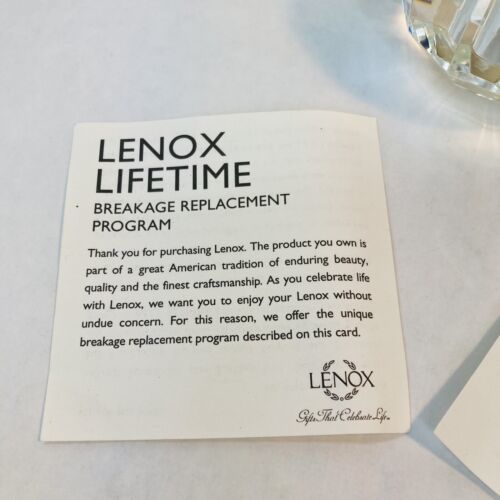 LENOX
LIFETIME
BREAKAGE REPLACEMENT
PROGRAM
Thank you for purchasing Lenox. The product you own is
part of a great American tradition of enduring beauty,
quality and the finest craftsmanship. As you celebrate life
with Lenox, we want you to enjoy your Lenox without
undue concern. For this reason, we offer the unique
breakage replacement program described on this card.
LENOX
Gifts That Celebrate Life™